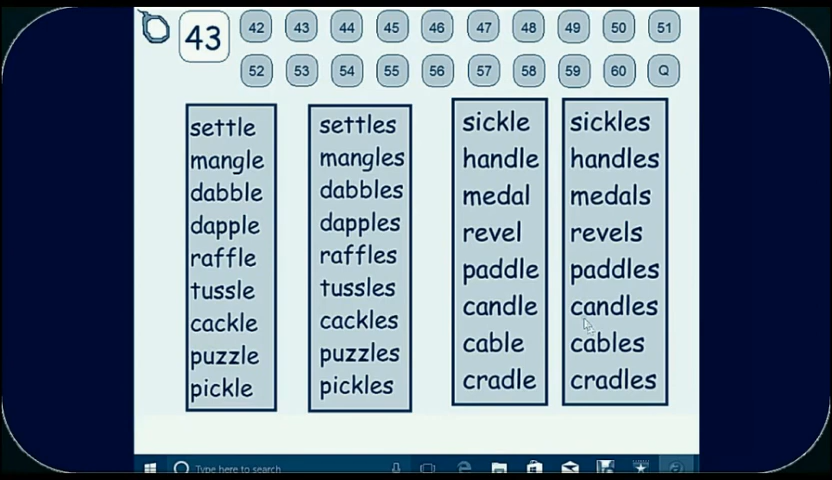 43
42 43 44 45 46 47 48 49 50 51
52 53 54 55 56 57 58 59 60 Q
settle
mangle
dabble
dapple
raffle
tussle
cackle
puzzle
pickle
settles
mangles
dabbles
dapples
raffles
tussles
cackles
puzzles
pickles
sickle
handle
medal
revel
paddle
candle
cable
cradle
sickles
handles
medals
revels
paddles
candles
cables
cradles
Type here to search